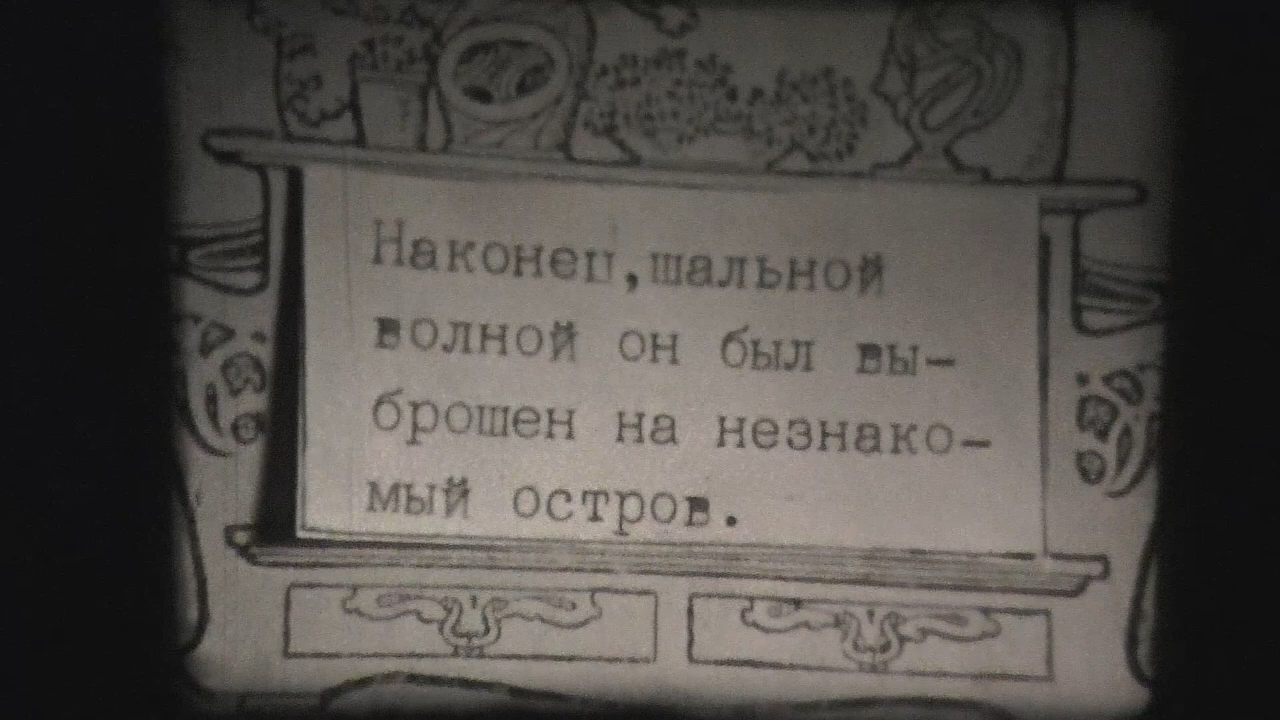 Наконец,шальной
волной он был вы-
брошен на незнако-
мый остров.